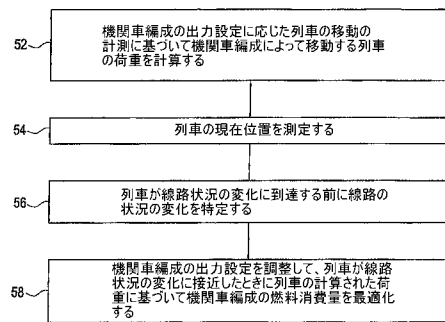 52
機関車編成の出力設定に応じた列車の移動の
計測に基づいて機関車編成によって移動する列車
の荷重を計算する
54
列車の現在位置を測定する
56
列車が線路状況の変化に到達する前に線路の
状況の変化を特定する
58
機関車編成の出力設定を調整して、列車が線路
状況の変化に接近したときに列車の計算された荷
重に基づいて機関車編成の燃料消費量を最適化
する